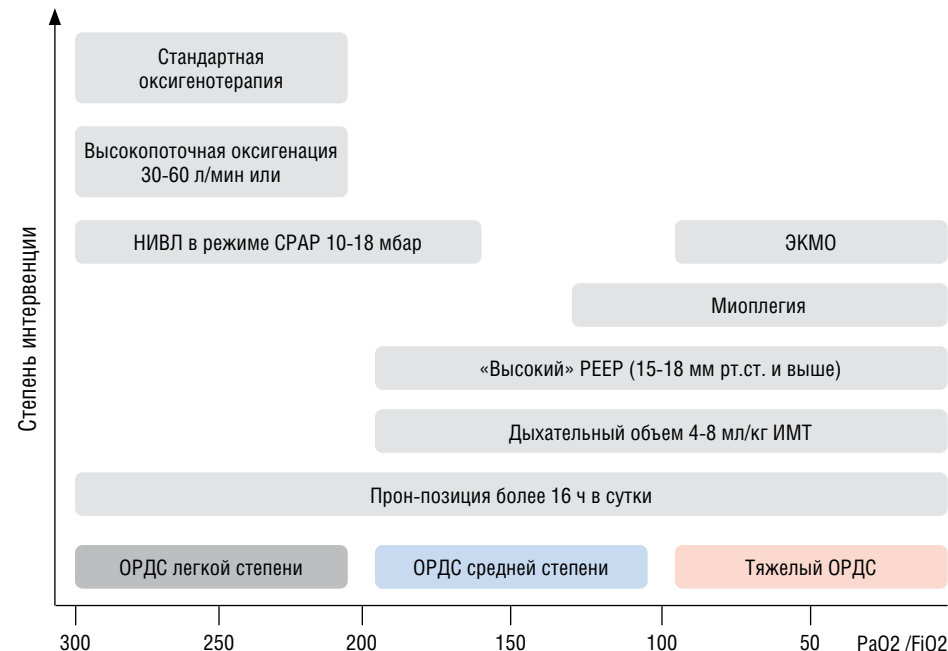 Стандартная
оксигенотерапия
Высокопоточная оксигенация
30-60 л/мин или
НИВЛ в режиме CPAP 10-18 мбар
ЭКМО
Миоплегия
«Высокий» PEEP (15-18 мм рт.ст. и выше)
Дыхательный объем 4-8 мл/кг ИМТ
Прон-позиция более 16 ч в сутки
ОРДС легкой степени
ОРДС средней степени
Тяжелый ОРДС
Степень интервенции
300
250
200
150
100
50
PaO2 /FiO2